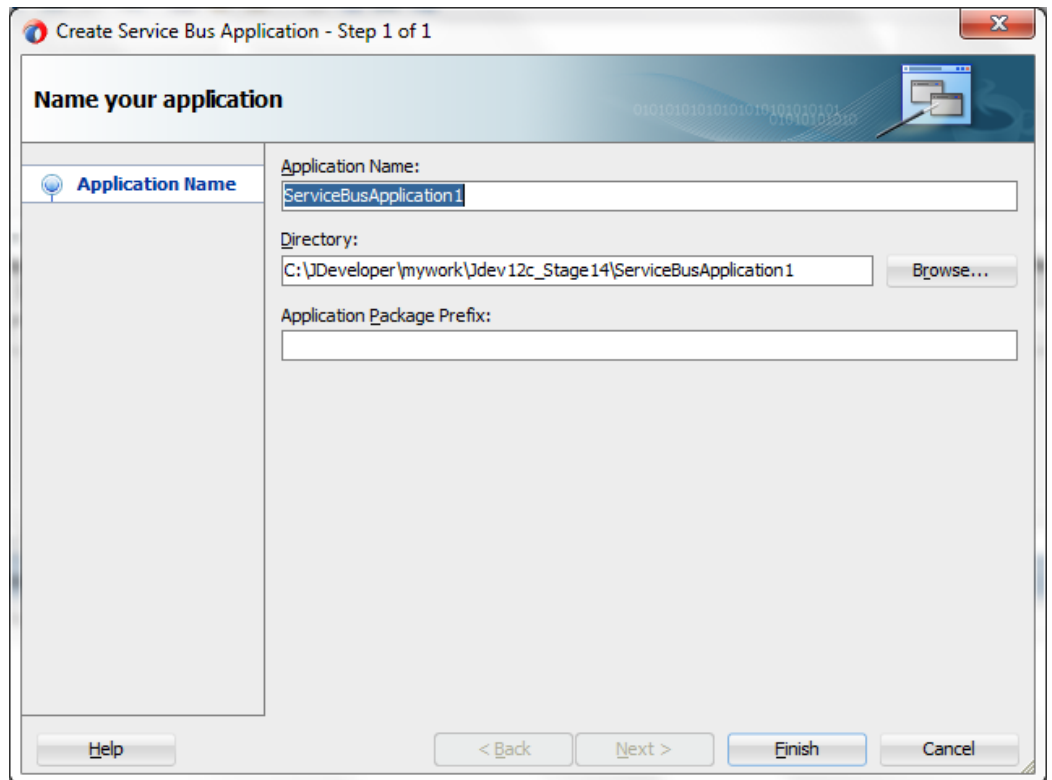 Create Service Bus Application - Step 1 of 1
Name your application
Application Name
Application Name:
ServiceBusApplication1
Directory:
C:\JDeveloper\mywork\Jdev12c_Stage14\ServiceBusApplication1
Browse...
Application Package Prefix:
Help
< Back
Next >
Finish
Cancel